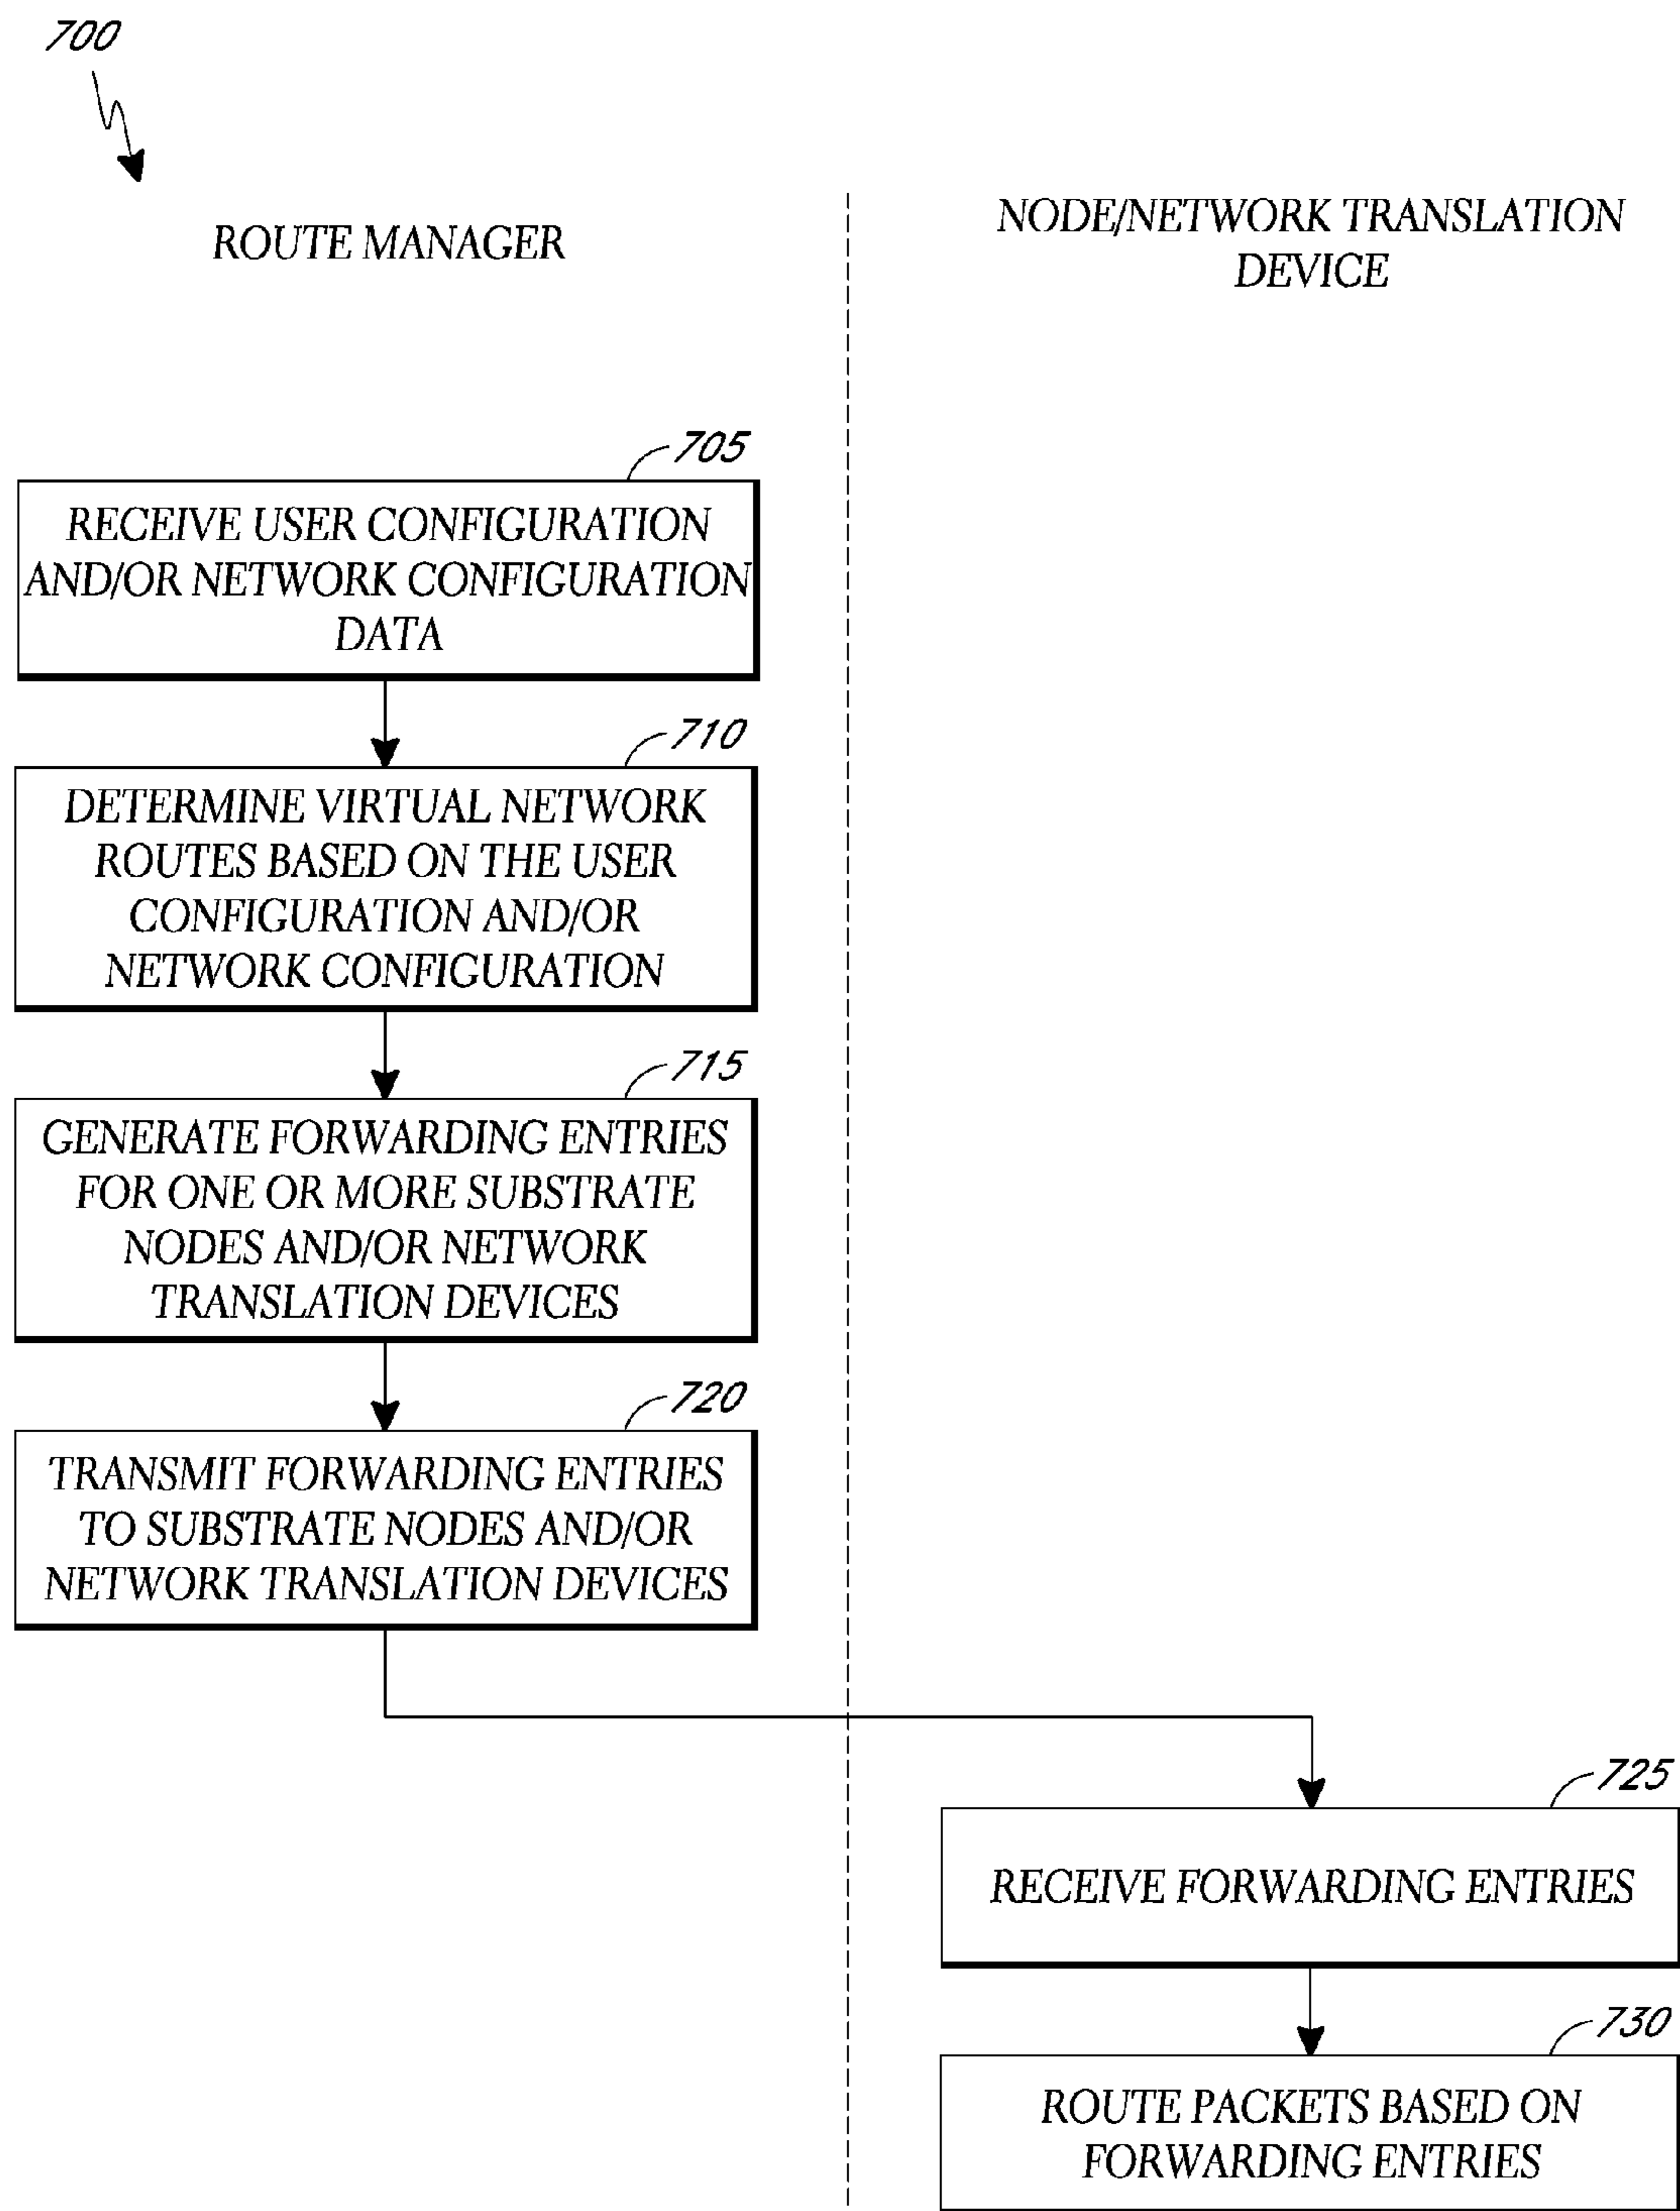 700
ROUTE MANAGER
NODE/NETWORK TRANSLATION
DEVICE
705
RECEIVE USER CONFIGURATION
AND/OR NETWORK CONFIGURATION
DATA
710
DETERMINE VIRTUAL NETWORK
ROUTES BASED ON THE USER
CONFIGURATION AND/OR
NETWORK CONFIGURATION
715
GENERATE FORWARDING ENTRIES
FOR ONE OR MORE SUBSTRATE
NODES AND/OR NETWORK
TRANSLATION DEVICES
720
TRANSMIT FORWARDING ENTRIES
TO SUBSTRATE NODES AND/OR
NETWORK TRANSLATION DEVICES
725
RECEIVE FORWARDING ENTRIES
730
ROUTE PACKETS BASED ON
FORWARDING ENTRIES